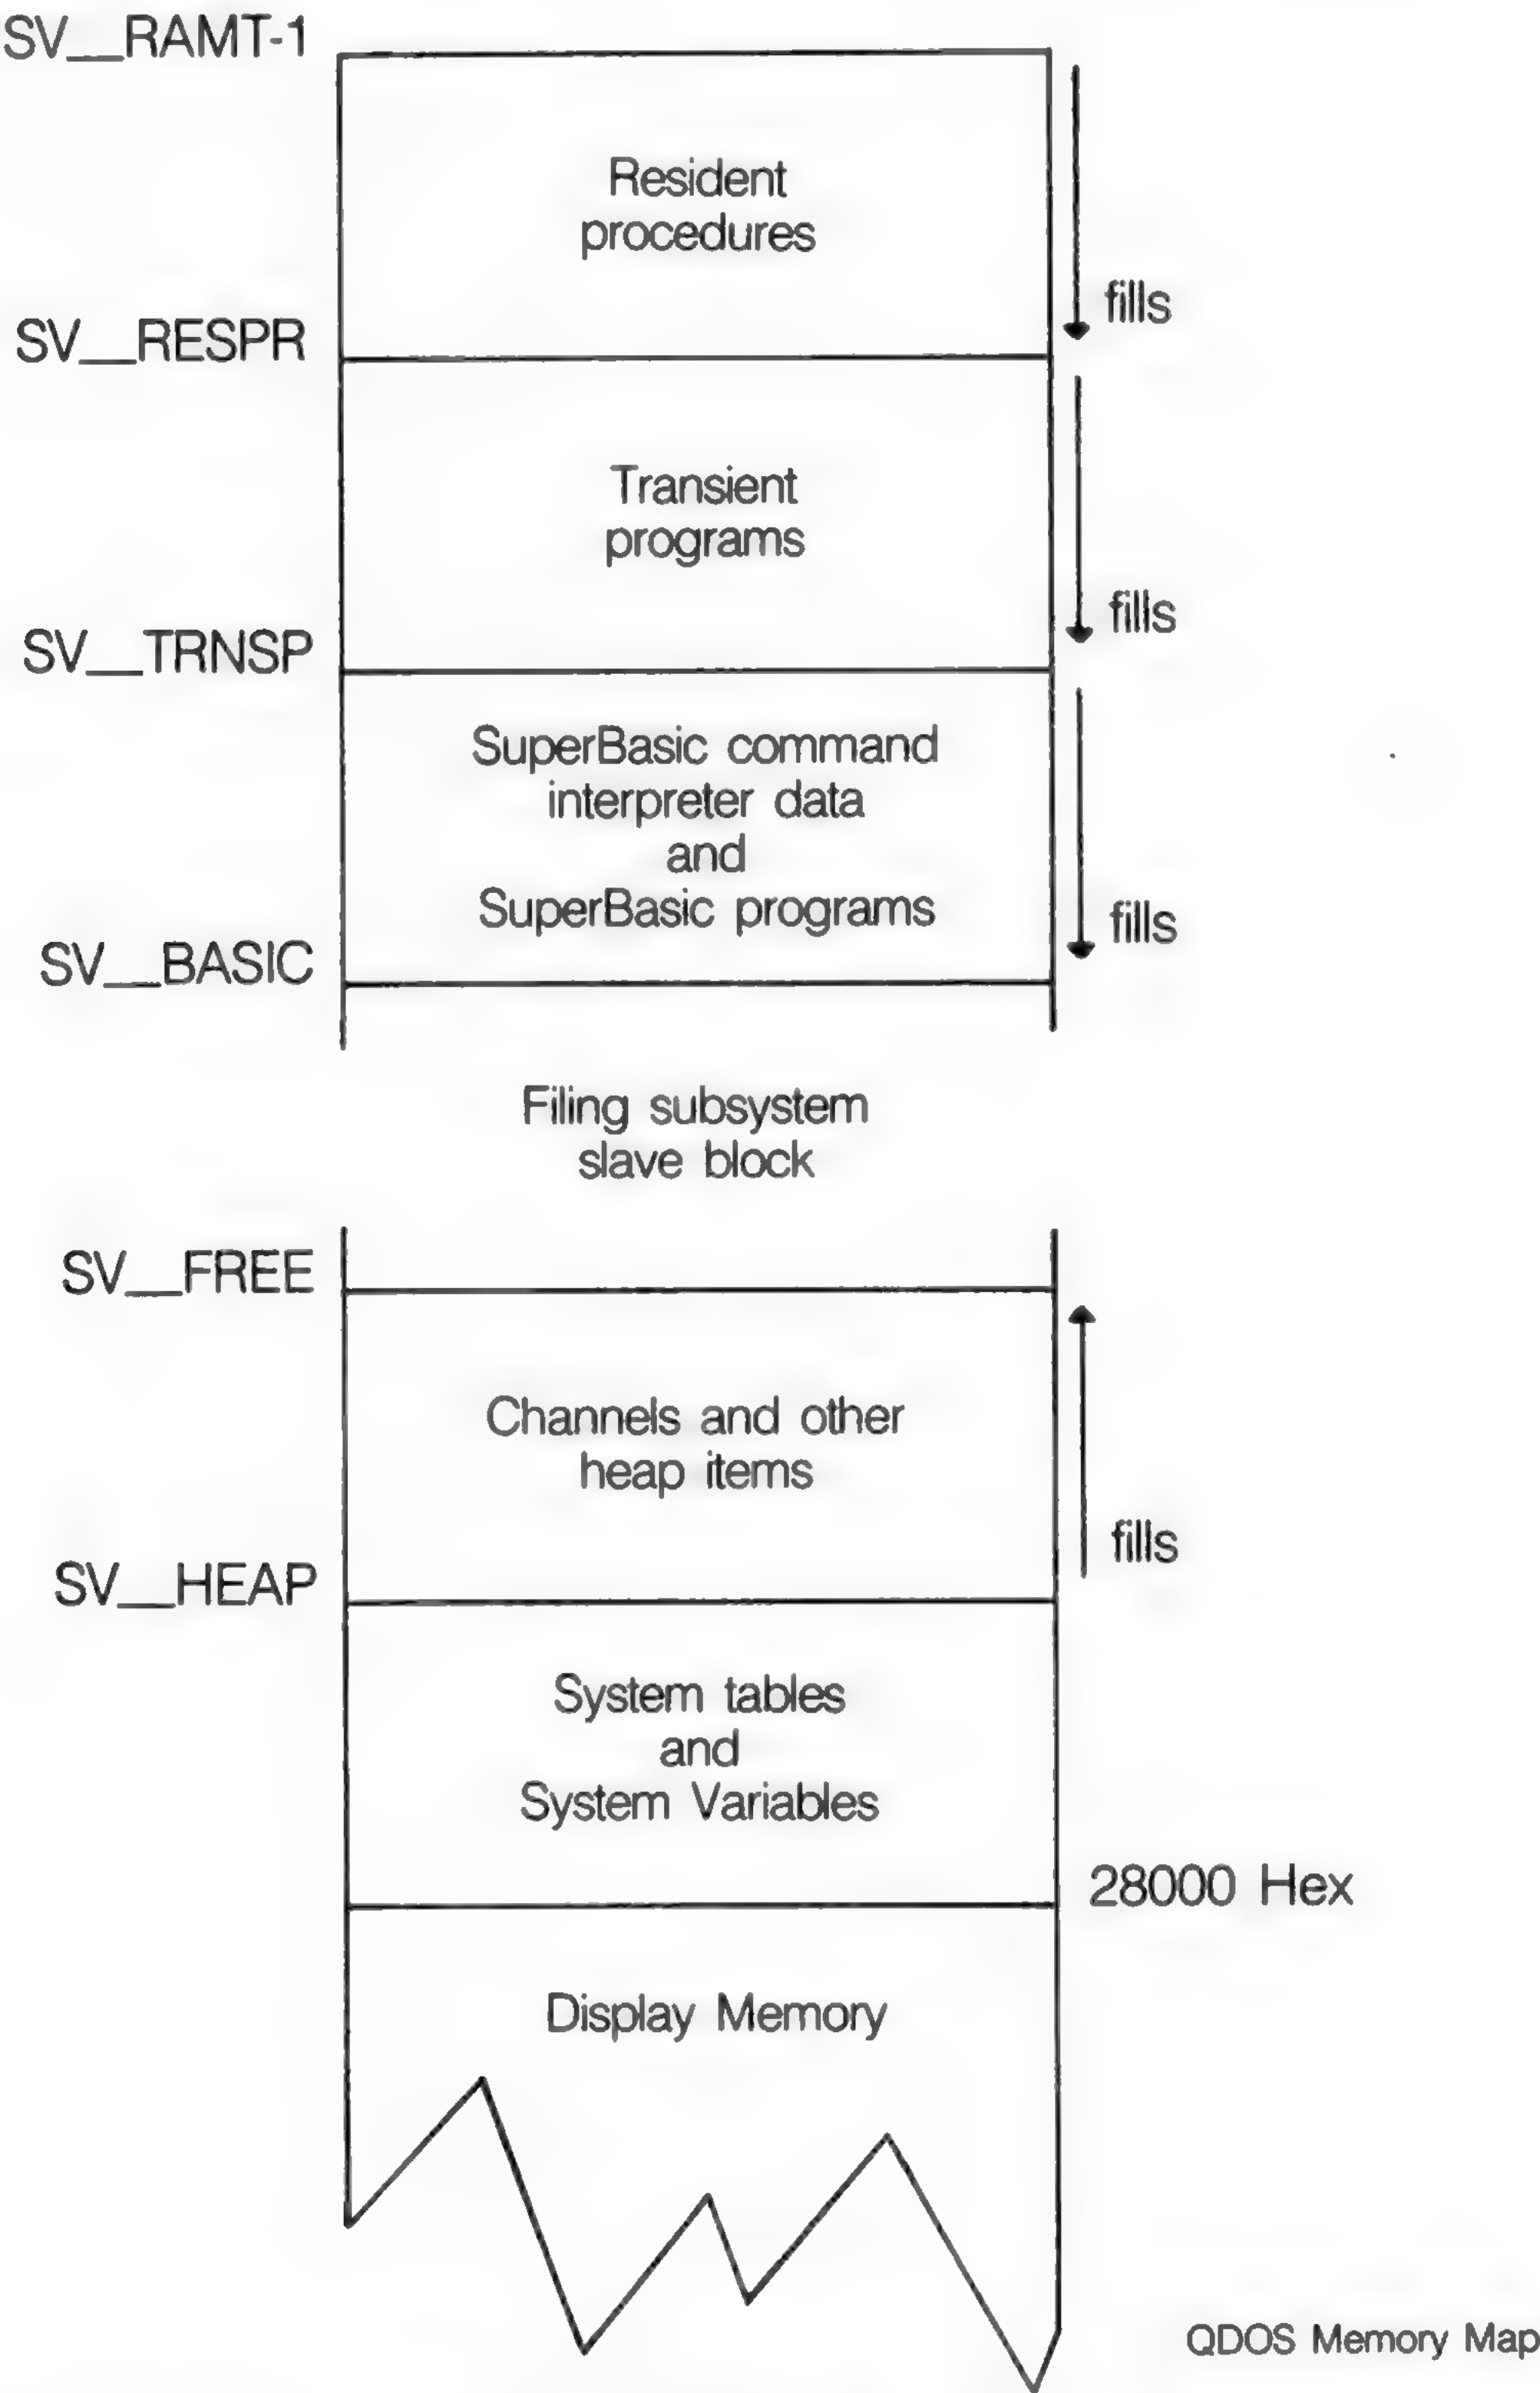 SV__RAMT-1
Resident
procedures
fills
SV__RESPR
Transient
programs
fills
SV__TRNSP
SuperBasic command
interpreter data
and
SuperBasic programs
fills
SV__BASIC
Filing subsystem
slave block
SV__FREE
Channels and other
heap items
fills
SV__HEAP
System tables
and
System Variables
28000 Hex
Display Memory
QDOS Memory Map